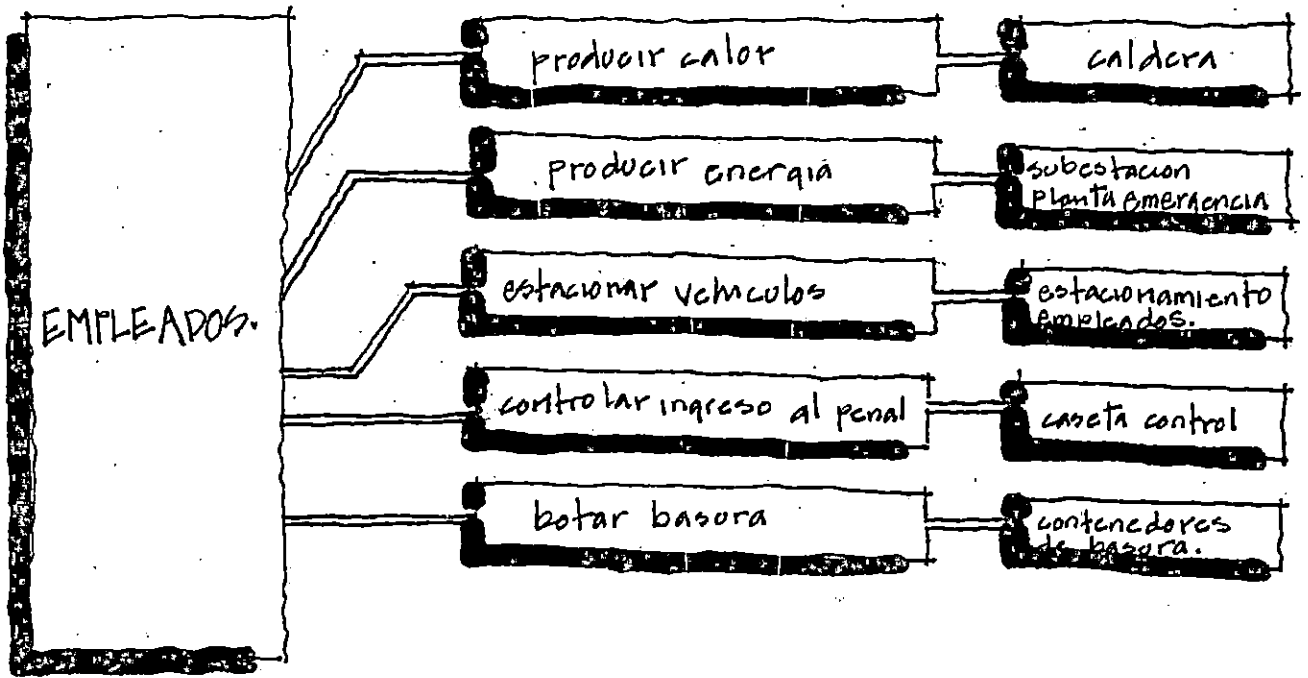 producir calor
caldera
producir energia
subestacion
planta emergencia
EMPLEADOS.
estacionar vehiculos
estacionamiento
empleados.
controlar ingreso al penal
caseta control
botar basura
contenedores
de basura.